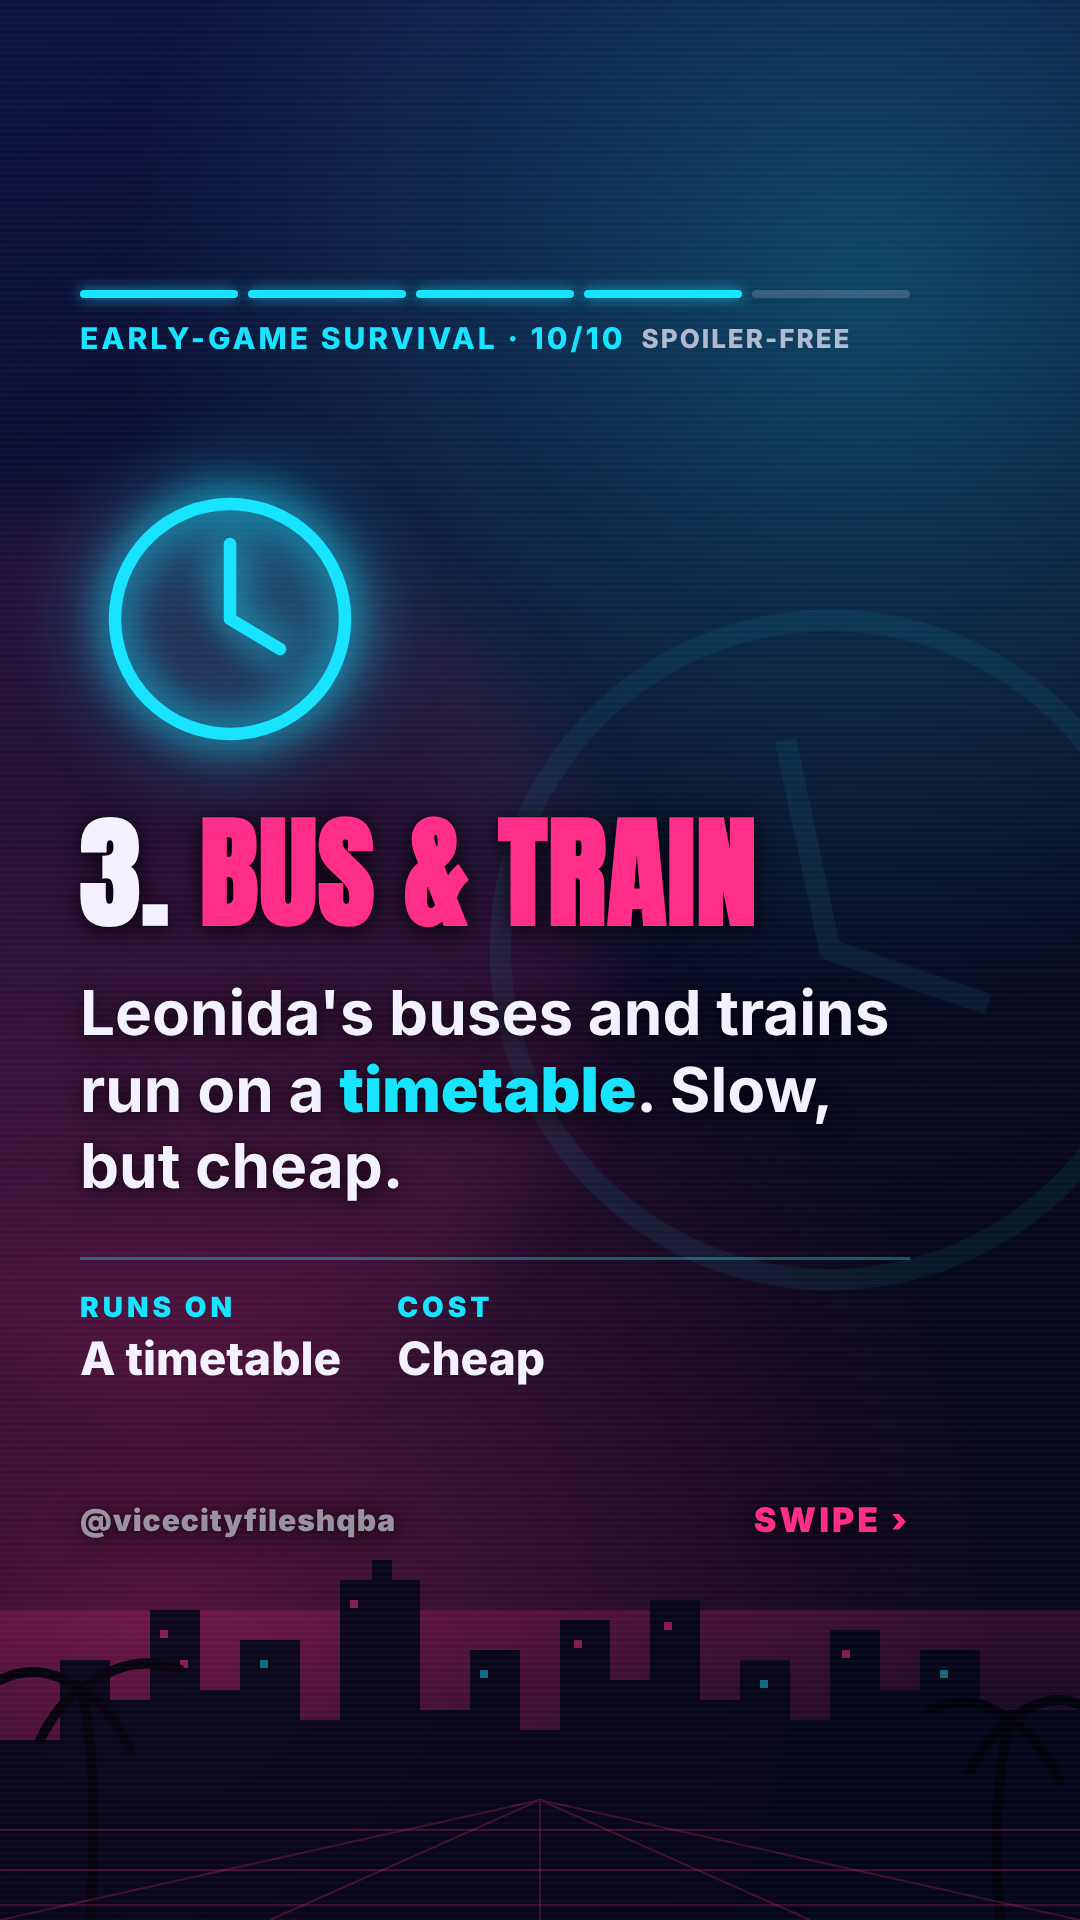 EARLY-GAME SURVIVAL · 10/10 SPOILER-FREE
3. BUS & TRAIN
Leonida's buses and trains
run on a timetable. Slow,
but cheap.
RUNS ON COST
A timetable Cheap
@vicecityfileshqba SWIPE ›